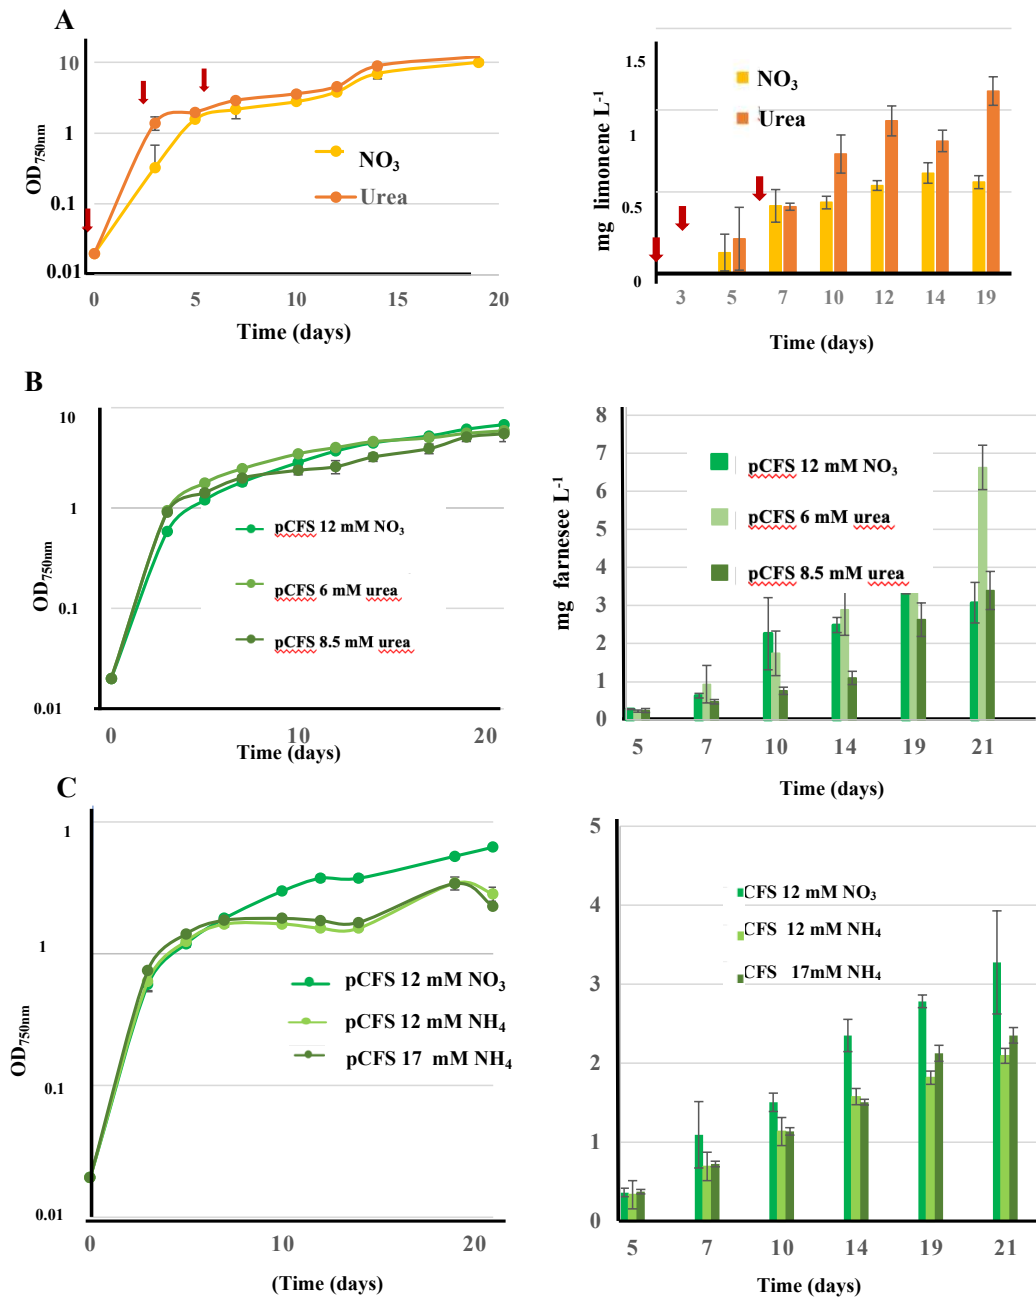 A
10
1
0.1
0.01
OD750nm
NO3
Urea
0 5 10 15 20
Time (days)
1.5
1
0.5
0
mg limonene L-1
NO3
Urea
3 5 7 10 12 14 19
Time (days)
B
10
1
0.1
0.01
OD750nm
pCFS 12 mM NO3
pCFS 6 mM urea
pCFS 8.5 mM urea
0 10 20
Time (days)
8
7
6
5
4
3
2
1
0
mg farnesee L-1
pCFS 12 mM NO3
pCFS 6 mM urea
pCFS 8.5 mM urea
5 7 10 14 19 21
Time (days)
C
1
1
0.1
0.01
OD750nm
pCFS 12 mM NO3
pCFS 12 mM NH4
pCFS 17 mM NH4
0 10 20
(Time (days)
5
4
3
2
1
0
CFS 12 mM NO3
CFS 12 mM NH4
CFS 17mM NH4
5 7 10 14 19 21
Time (days)